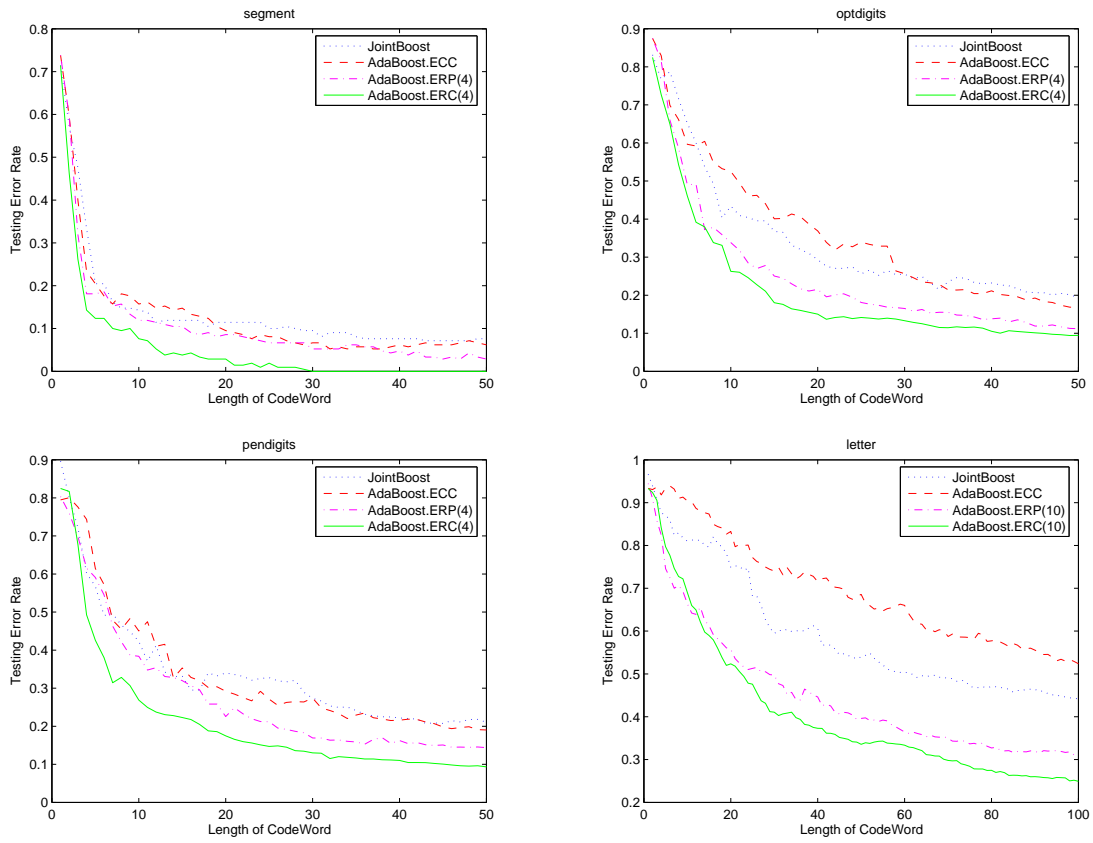 segment
0.8
0.7
0.6
0.5
0.4
0.3
0.2
0.1
0
Testing Error Rate
JointBoost
AdaBoost.ECC
AdaBoost.ERP(4)
AdaBoost.ERC(4)
0 10 20 30 40 50
Length of CodeWord
optdigits
0.9
0.8
0.7
0.6
0.5
0.4
0.3
0.2
0.1
0
Testing Error Rate
JointBoost
AdaBoost.ECC
AdaBoost.ERP(4)
AdaBoost.ERC(4)
0 10 20 30 40 50
Length of CodeWord
pendigits
0.9
0.8
0.7
0.6
0.5
0.4
0.3
0.2
0.1
0
Testing Error Rate
JointBoost
AdaBoost.ECC
AdaBoost.ERP(4)
AdaBoost.ERC(4)
0 10 20 30 40 50
Length of CodeWord
letter
1
0.9
0.8
0.7
0.6
0.5
0.4
0.3
0.2
Testing Error Rate
JointBoost
AdaBoost.ECC
AdaBoost.ERP(10)
AdaBoost.ERC(10)
0 20 40 60 80 100
Length of CodeWord